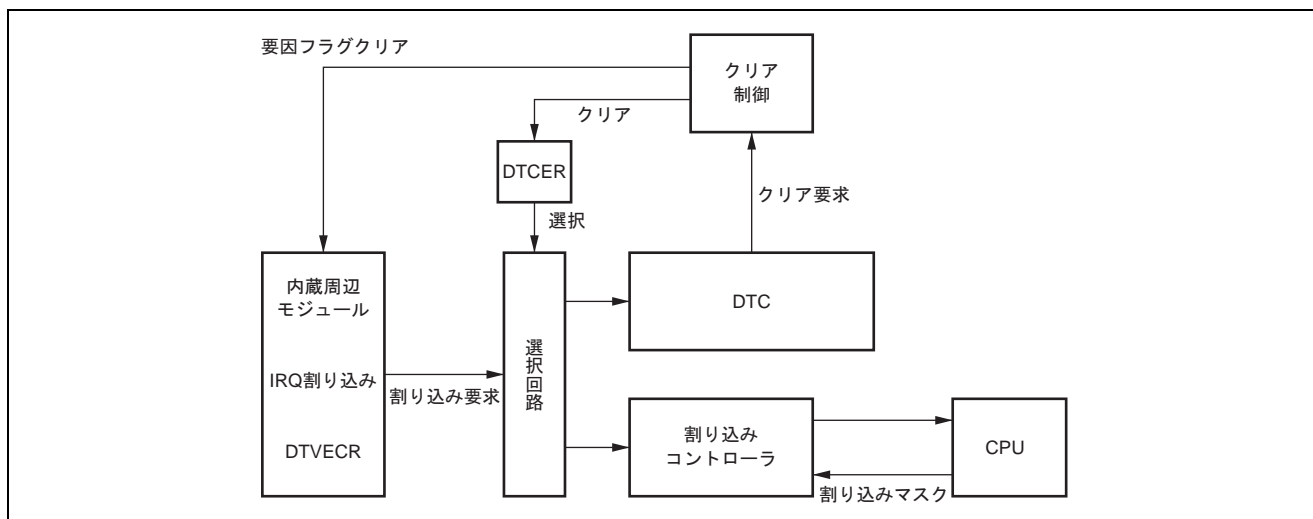 要因フラグクリア
クリア
制御
クリア
DTCER
クリア要求
選択
内蔵周辺
モジュール
DTC
選択回路
IRQ割り込み
割り込み要求
割り込み
コントローラ
CPU
DTVECR
割り込みマスク